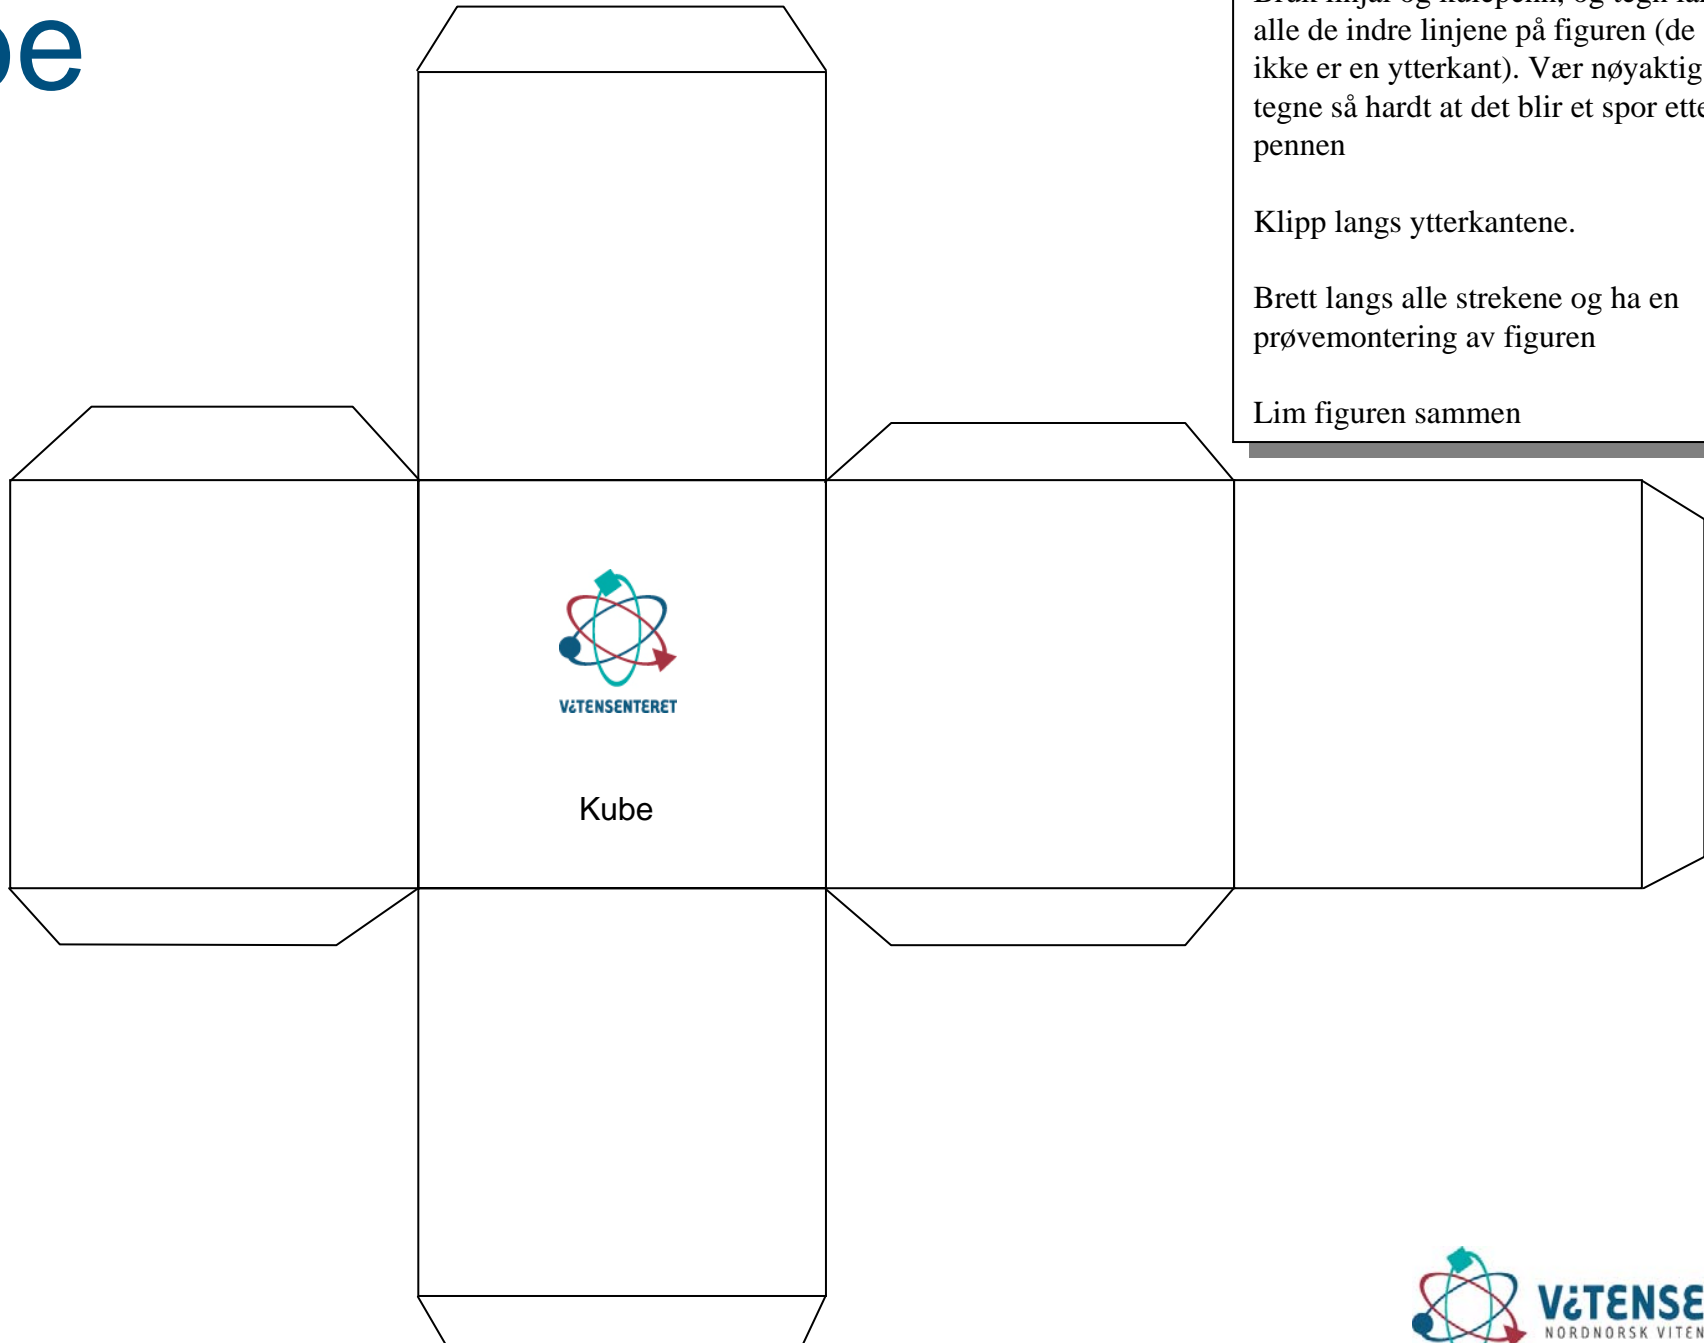 be
alle de indre linjene på figuren (de
ikke er en ytterkant). Vær nøyaktig
tegne så hardt at det blir et spor ette
pennen
Klipp langs ytterkantene.
Brett langs alle strekene og ha en
prøvemontering av figuren
Lim figuren sammen
ViTENSENTERET
Kube
ViTENSE
NORDNORSK VITEN